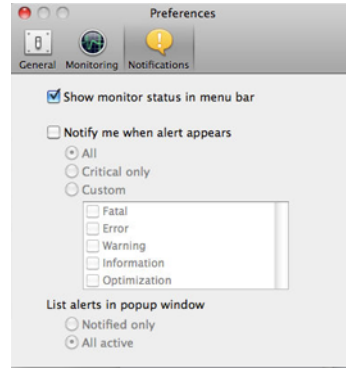 Preferences
General Monitoring Notifications
Show monitor status in menu bar
Notify me when alert appears
All
Critical only
Custom
Fatal
Error
Warning
Information
Optimization
List alerts in popup window
Notified only
All active